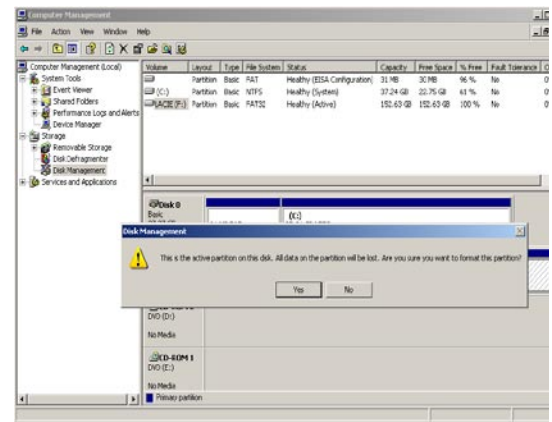 Computer Management
File Action View Window Help
Computer Management (Local)
System Tools
Event Viewer
Shared Folders
Performance Logs and Alerts
Device Manager
Storage
Removable Storage
Disk Defragmenter
Disk Management
Services and Applications
Volume Layout Type File System Status Capacity Free Space % Free Fault Tolerance
Partition Basic FAT Healthy (EISA Configuration) 31 MB 30 MB 96 % No
(C:) Partition Basic NTFS Healthy (System) 37.24 GB 22.75 GB 61 % No
LACIE (F:) Partition Basic FAT32 Healthy (Active) 152.63 GB 152.63 GB 100 % No
Disk 0
Basic
(C:)
Disk Management
This is the active partition on this disk. All data on the partition will be lost. Are you sure you want to format this partition?
Yes No
DVD (D:)
No Media
CD-ROM 1
DVD (E:)
No Media
Primary partition